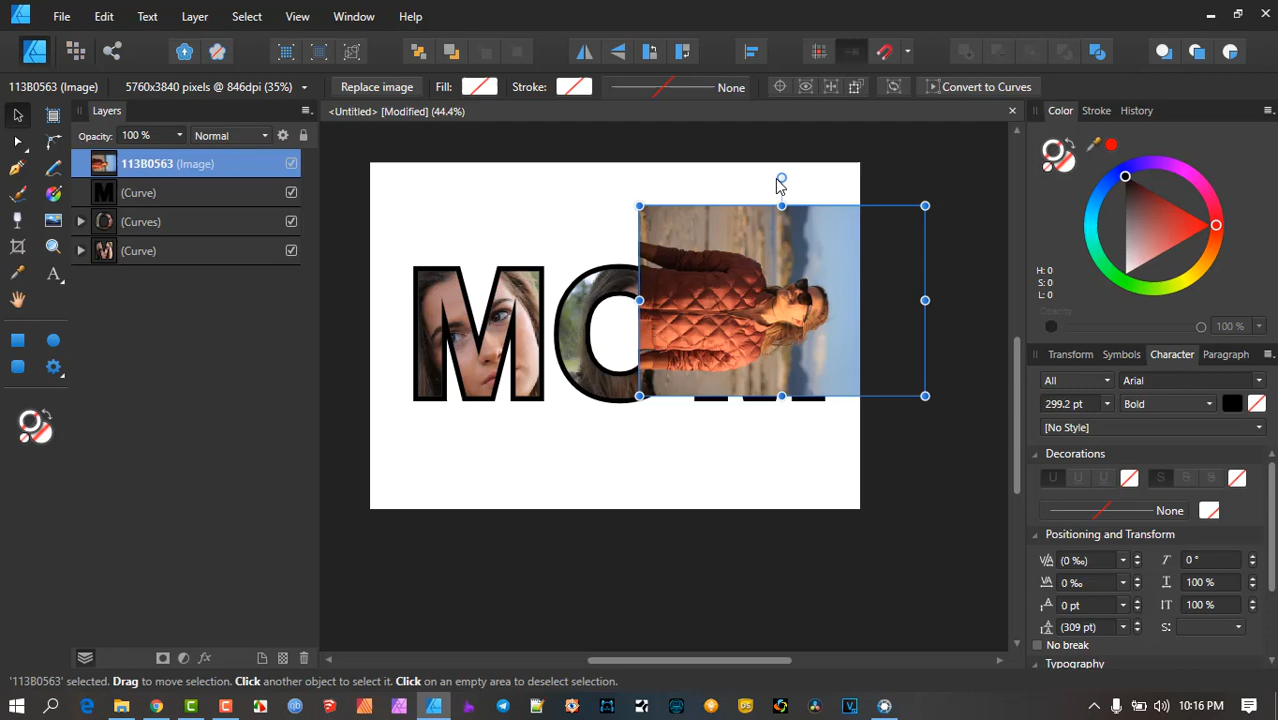 File Edit Text Layer Select View Window Help
113B0563 (Image) 5760x3840 pixels @ 846dpi (35%) Replace image Fill: Stroke: None Convert to Curves
Layers <Untitled> [Modified] (44.4%) Color Stroke History
Opacity: 100 % Normal
113B0563 (Image)
(Curve)
(Curves)
(Curve)
MO
H: 0
S: 0
L: 0
Opacity
100 %
Transform Symbols Character Paragraph
All Arial
299.2 pt Bold
[No Style]
Decorations
U U U S S S
None
Positioning and Transform
(0 ‰) 0 °
0 ‰ 100 %
0 pt 100 %
(309 pt) S:
No break
Typography
113B0563' selected. Drag to move selection. Click another object to select it. Click on an empty area to deselect selection.
10:16 PM